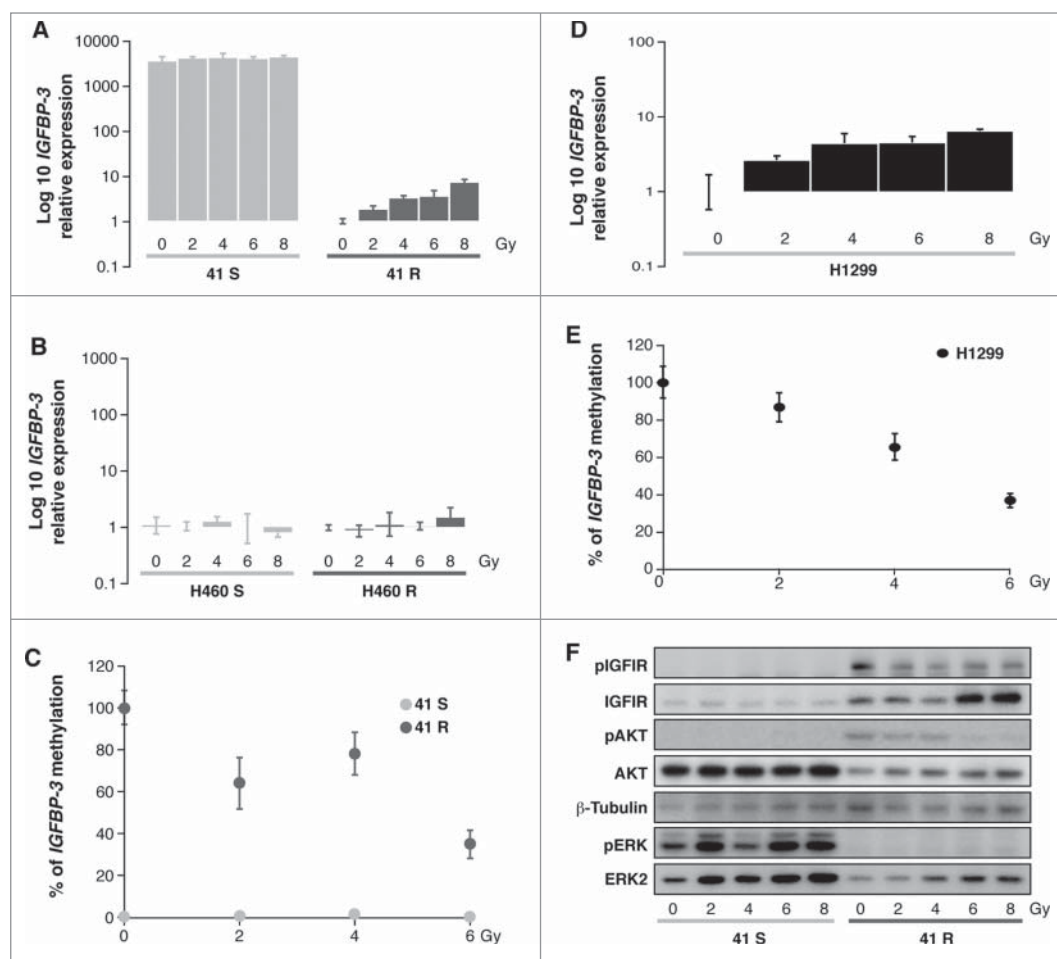 A
Log 10 IGFBP-3
relative expression
10000
1000
100
10
1
0.1
0 2 4 6 8 0 2 4 6 8 Gy
41 S 41 R
D
Log 10 IGFBP-3
relative expression
100
10
1
0.1
0 2 4 6 8 Gy
H1299
B
Log 10 IGFBP-3
relative expression
1000
100
10
1
0.1
0 2 4 6 8 0 2 4 6 8 Gy
H460 S H460 R
E
% of IGFBP-3 methylation
120
100
80
60
40
20
0
0 2 4 6 Gy
H1299
C
% of IGFBP-3 methylation
120
100
80
60
40
20
0
0 2 4 6 Gy
41 S
41 R
F
pIGFIR
IGFIR
pAKT
AKT
β-Tubulin
pERK
ERK2
0 2 4 6 8 0 2 4 6 8 Gy
41 S 41 R